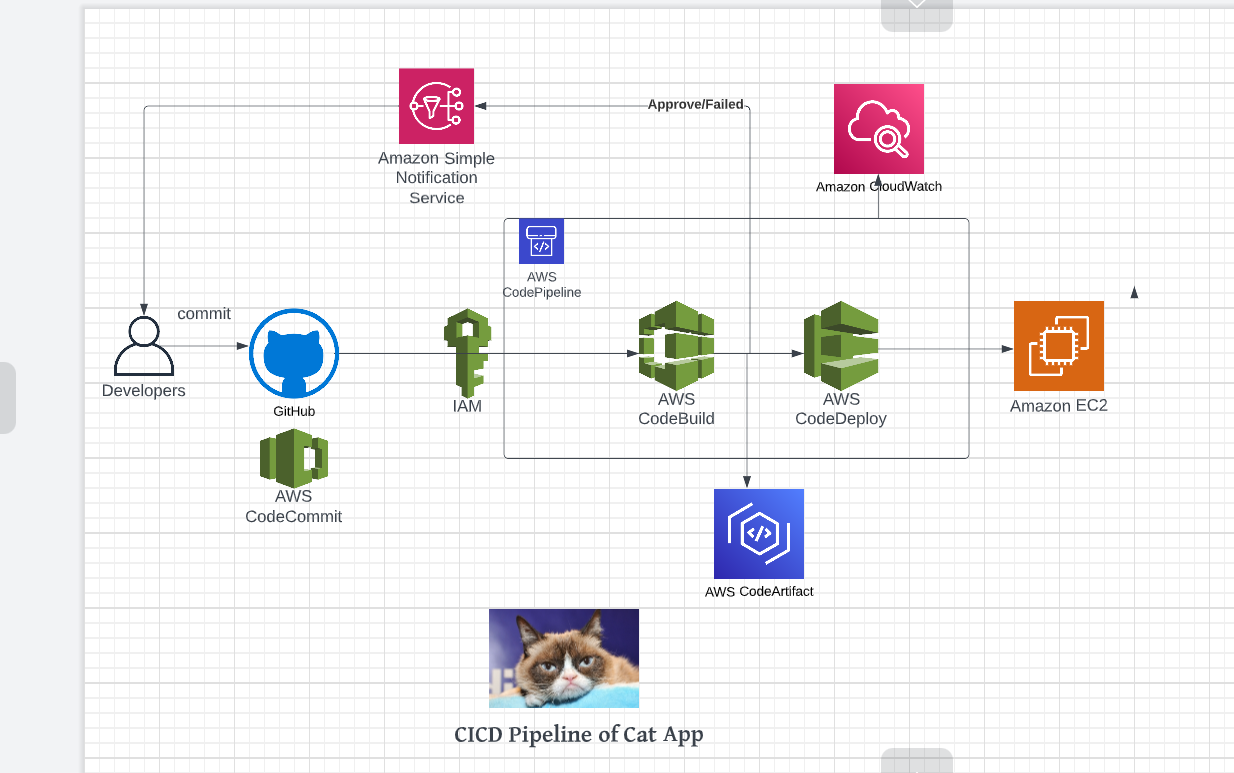 Approve/Failed
Amazon Simple
Notification
Service
Amazon CloudWatch
AWS
CodePipeline
commit
Developers
GitHub
IAM
AWS
CodeBuild
AWS
CodeDeploy
Amazon EC2
AWS
CodeCommit
AWS CodeArtifact
CICD Pipeline of Cat App